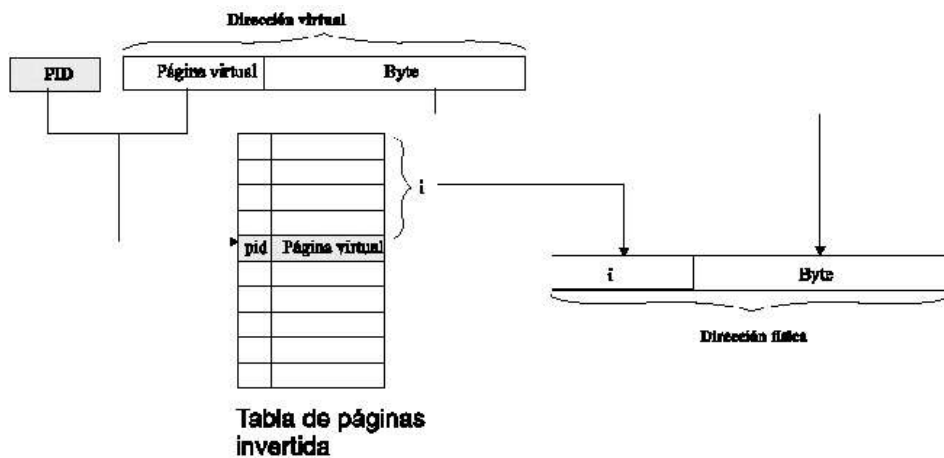 Dirección virtual
PID
Página virtual
Byte
i
pid
Página virtual
i
Byte
Dirección física
Tabla de páginas
invertida